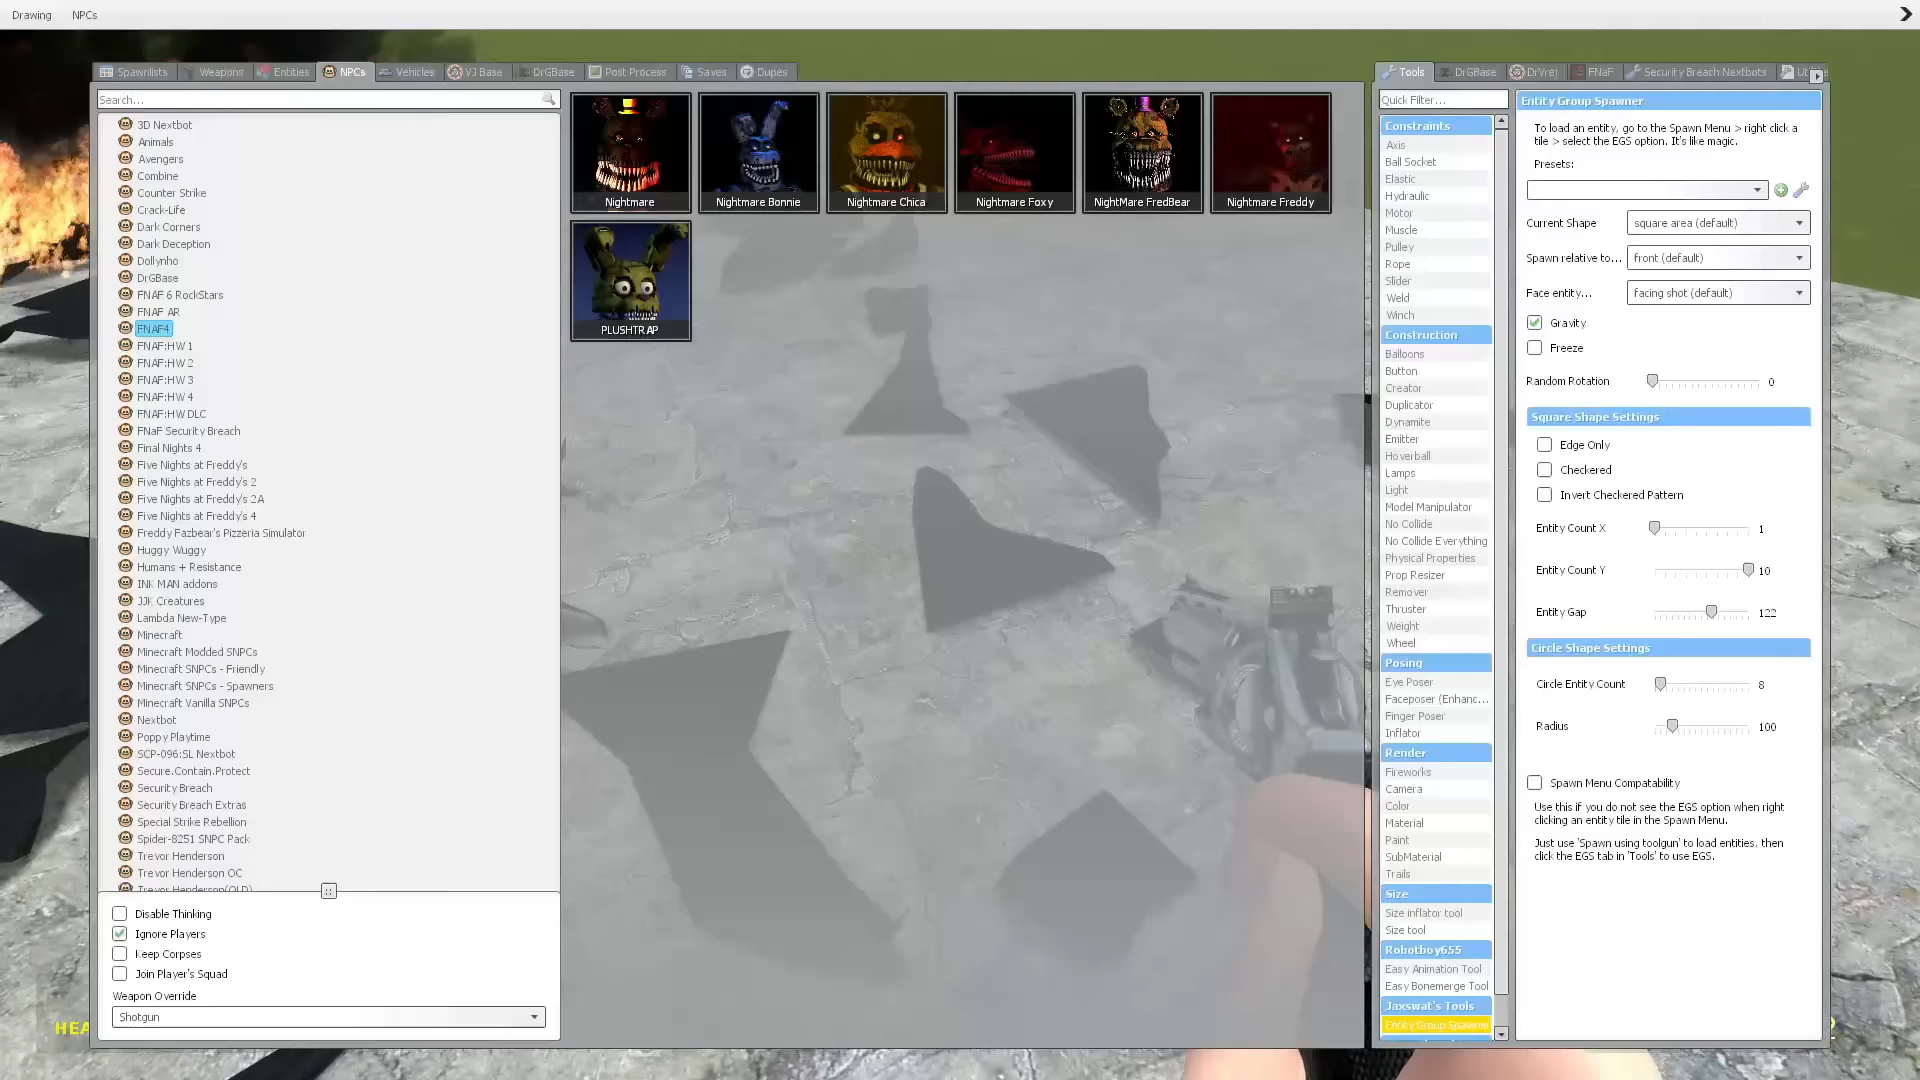 Drawing NPCs
Spawnlists Weapons Entities NPCs Vehicles VJ Base DrGBase Post Process Saves Dupes
Search...
3D Nextbot
Animals
Avengers
Combine
Counter Strike
Crack-Life
Dark Corners
Dark Deception
Dollynho
DrGBase
FNAF 6 RockStars
FNAF AR
FNAF4
FNAF:HW 1
FNAF:HW 2
FNAF:HW 3
FNAF:HW 4
FNAF:HW DLC
FNaF Security Breach
Final Nights 4
Five Nights at Freddy's
Five Nights at Freddy's 2
Five Nights at Freddy's 2A
Five Nights at Freddy's 4
Freddy Fazbear's Pizzeria Simulator
Huggy Wuggy
Humans + Resistance
INK MAN addons
JJK Creatures
Lambda New-Type
Minecraft
Minecraft Modded SNPCs
Minecraft SNPCs - Friendly
Minecraft SNPCs - Spawners
Minecraft Vanilla SNPCs
Nextbot
Poppy Playtime
SCP-096:SL Nextbot
Secure.Contain.Protect
Security Breach
Security Breach Extras
Special Strike Rebellion
Spider-8251 SNPC Pack
Trevor Henderson
Trevor Henderson OC
Trevor Henderson(OLD)
Disable Thinking
Ignore Players
Keep Corpses
Join Player's Squad
Weapon Override
Shotgun
HEA
Nightmare Nightmare Bonnie Nightmare Chica Nightmare Foxy NightMare FredBear Nightmare Freddy
PLUSHTRAP
Tools DrGBase DrVrej FNaF Security Breach Nextbots
Quick Filter...
Constraints
Axis
Ball Socket
Elastic
Hydraulic
Motor
Muscle
Pulley
Rope
Slider
Weld
Winch
Construction
Balloons
Button
Creator
Duplicator
Dynamite
Emitter
Hoverball
Lamps
Light
Model Manipulator
No Collide
No Collide Everything
Physical Properties
Prop Resizer
Remover
Thruster
Weight
Wheel
Posing
Eye Poser
Faceposer (Enhanc...
Finger Poser
Inflator
Render
Fireworks
Camera
Color
Material
Paint
SubMaterial
Trails
Size
Size inflator tool
Size tool
Robotboy655
Easy Animation Tool
Easy Bonemerge Tool
Jaxswat's Tools
Entity Group Spawner
Entity Group Spawner
To load an entity, go to the Spawn Menu > right click a
tile > select the EGS option. It's like magic.
Presets:
Current Shape square area (default)
Spawn relative to... front (default)
Face entity... facing shot (default)
Gravity
Freeze
Random Rotation 0
Square Shape Settings
Edge Only
Checkered
Invert Checkered Pattern
Entity Count X 1
Entity Count Y 10
Entity Gap 122
Circle Shape Settings
Circle Entity Count 8
Radius 100
Spawn Menu Compatability
Use this if you do not see the EGS option when right
clicking an entity tile in the Spawn Menu.
Just use 'Spawn using toolgun' to load entities, then
click the EGS tab in 'Tools' to use EGS.